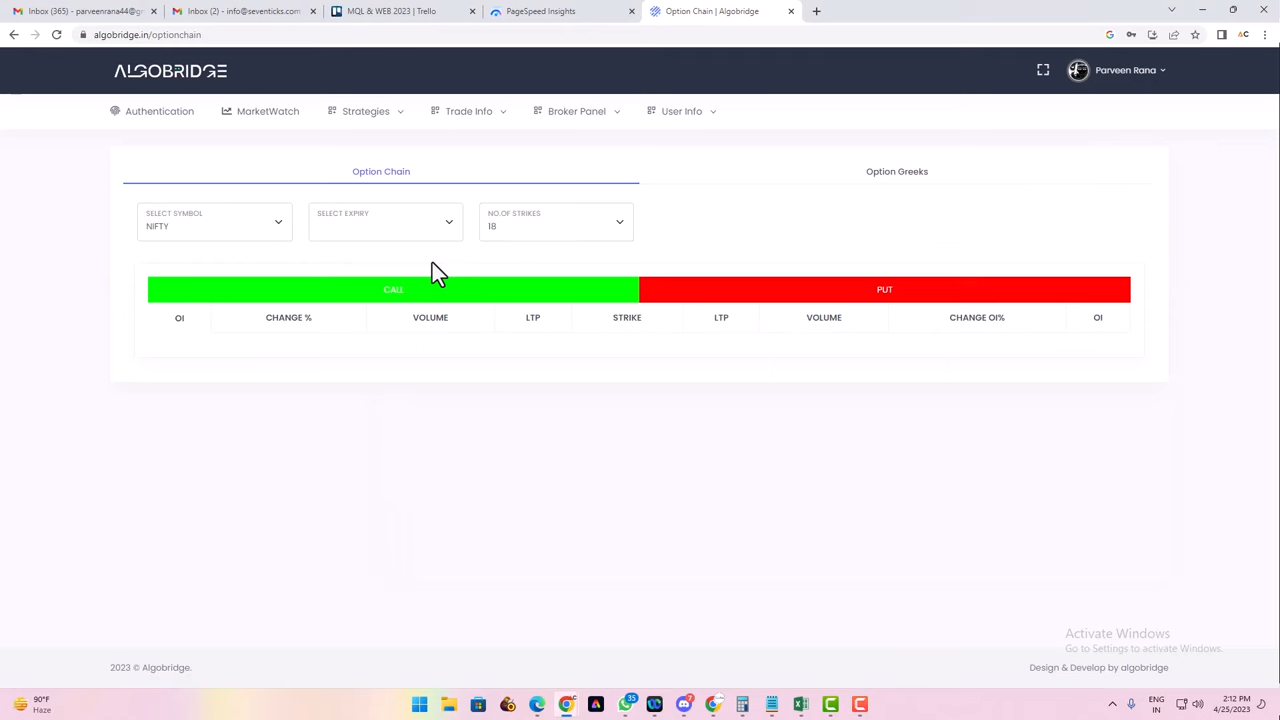 Inbox (365) - parveenrana44@g
Inbox (2) - info@seventicks.com
MQL & WEB 2023 | Trello
PageSpeed Insights
Option Chain | Algobridge
algobridge.in/optionchain
ALGOBRIDGE
Parveen Rana
Authentication
MarketWatch
Strategies
Trade Info
Broker Panel
User Info
Option Chain
Option Greeks
SELECT SYMBOL
NIFTY
SELECT EXPIRY
NO.OF STRIKES
18
CALL
PUT
OI
CHANGE %
VOLUME
LTP
STRIKE
LTP
VOLUME
CHANGE OI%
OI
Activate Windows
Go to Settings to activate Windows.
2023 © Algobridge.
Design & Develop by algobridge
90°F
Haze
35
7
ENG
IN
2:12 PM
4/25/2023